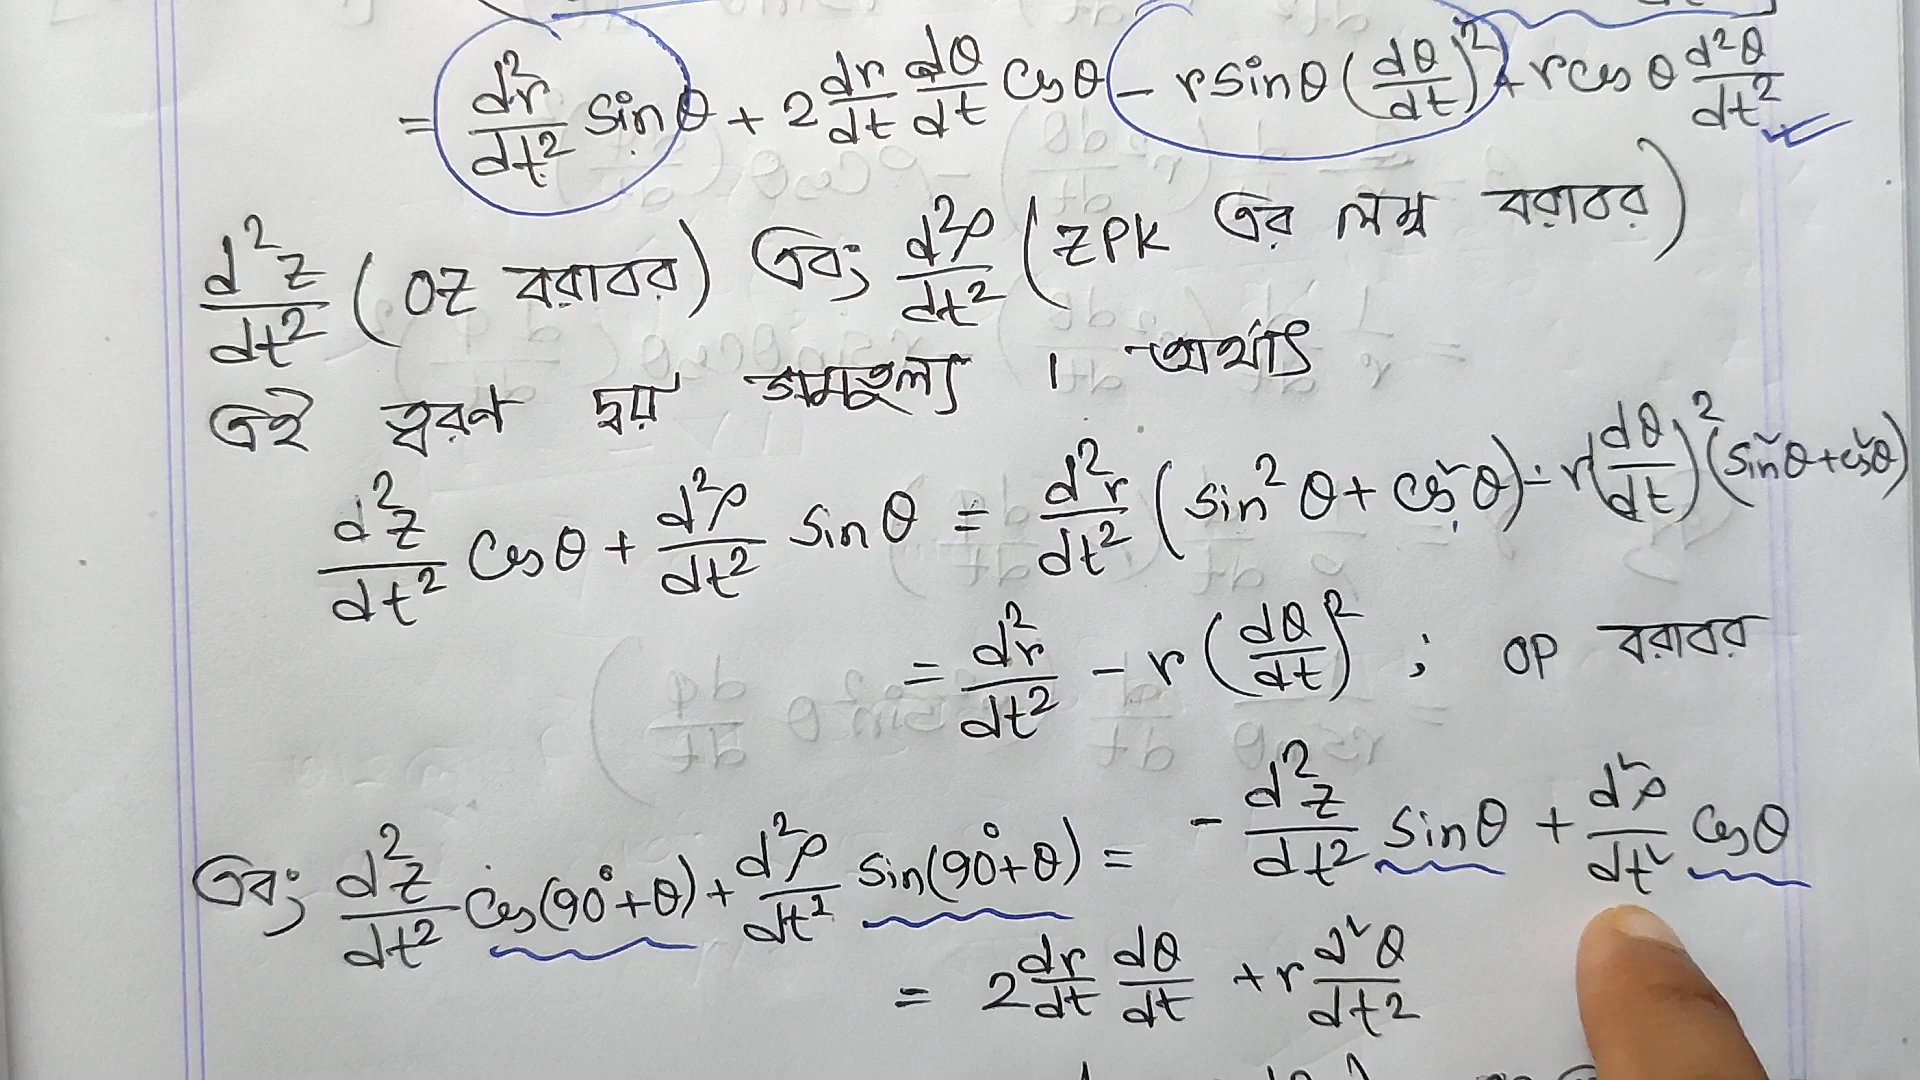 = d²r/dt² sinθ + 2 dr/dt dθ/dt cosθ - r sinθ (dθ/dt)² + r cosθ d²θ/dt²
d²z/dt² (OZ বরাবর) এবং d²ρ/dt² (ZPK এর লম্ব বরাবর)
এই ত্বরণ দ্বয় সমতুল্য । অর্থাৎ
d²z/dt² cosθ + d²ρ/dt² sinθ = d²r/dt² (sin²θ + cos²θ) - r(dθ/dt)² (sin²θ + cos²θ)
= d²r/dt² - r (dθ/dt)² ; OP বরাবর
এবং d²z/dt² cos(90°+θ) + d²ρ/dt² sin(90°+θ) = - d²z/dt² sinθ + d²ρ/dt² cosθ
= 2 dr/dt dθ/dt + r d²θ/dt²